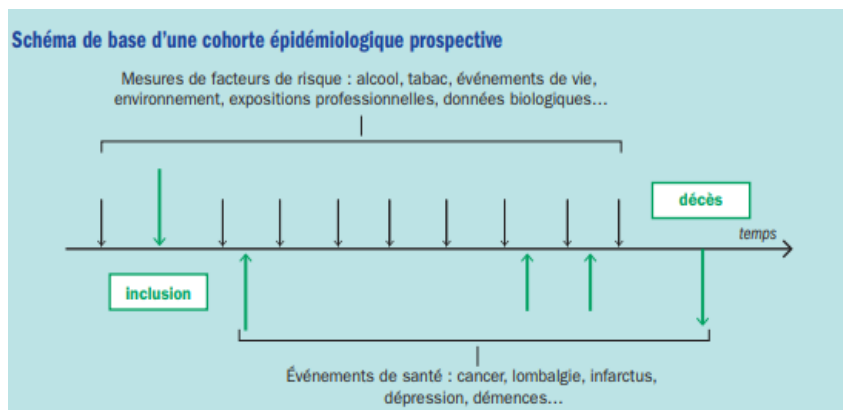 Schéma de base d'une cohorte épidémiologique prospective
Mesures de facteurs de risque : alcool, tabac, événements de vie,
environnement, expositions professionnelles, données biologiques…
décès
temps
inclusion
Événements de santé : cancer, lombalgie, infarctus,
dépression, démences…